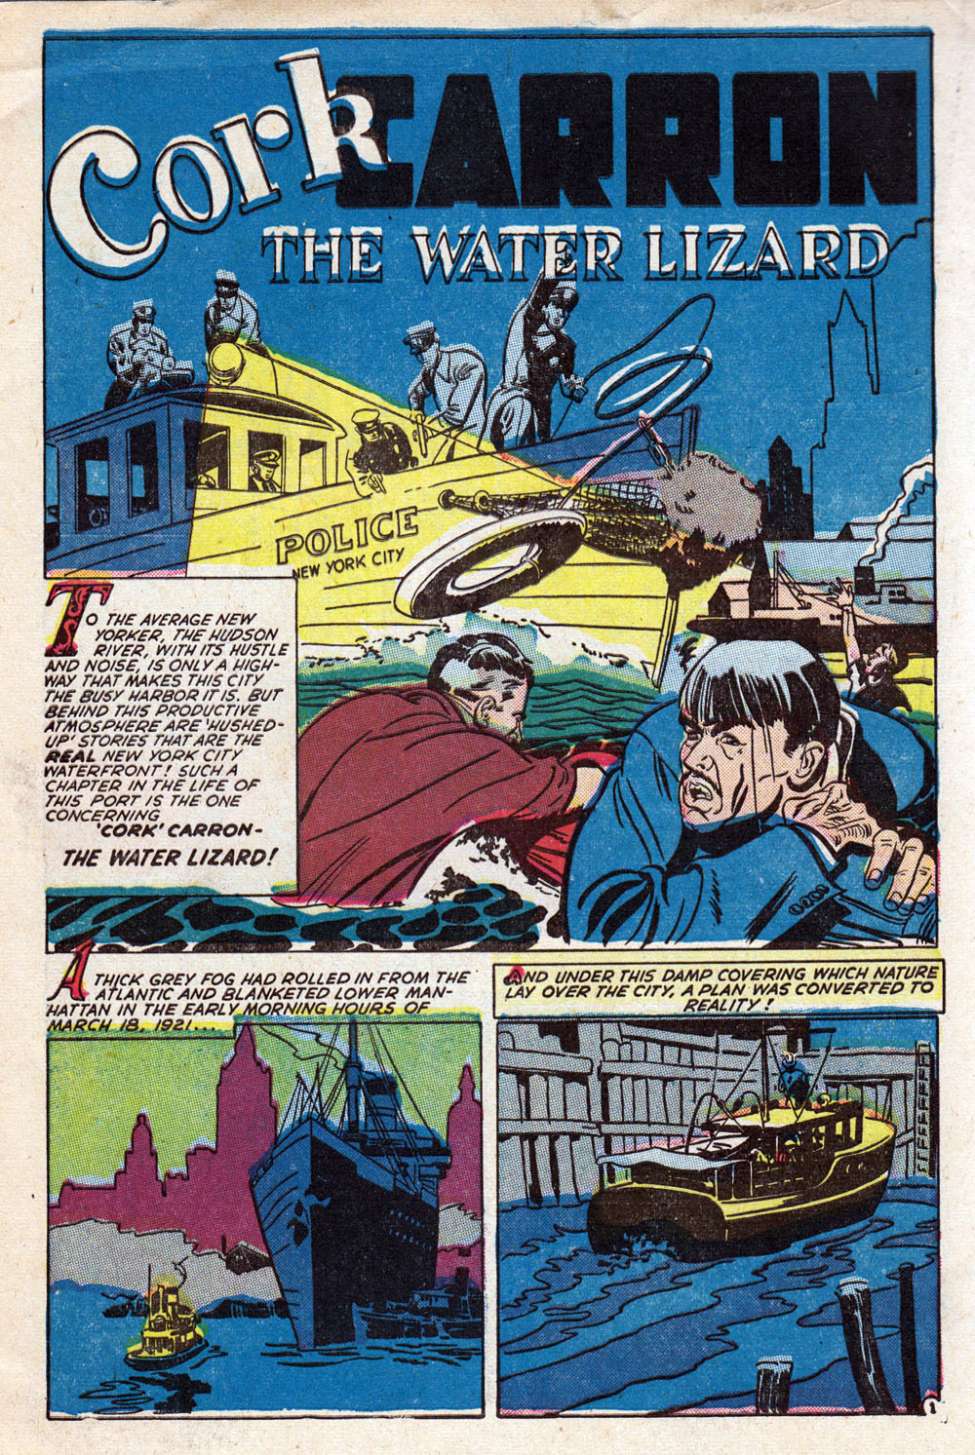 Cork CARRON
THE WATER LIZARD
POLICE
NEW YORK CITY
TO THE AVERAGE NEW
YORKER, THE HUDSON
RIVER, WITH ITS HUSTLE
AND NOISE, IS ONLY A HIGH-
WAY THAT MAKES THIS CITY
THE BUSY HARBOR IT IS. BUT
BEHIND THIS PRODUCTIVE
ATMOSPHERE ARE 'HUSHED-
UP' STORIES THAT ARE THE
REAL NEW YORK CITY
WATERFRONT! SUCH A
CHAPTER IN THE LIFE OF
THIS PORT IS THE ONE
CONCERNING
'CORK' CARRON-
THE WATER LIZARD!
A THICK GREY FOG HAD ROLLED IN FROM THE
ATLANTIC AND BLANKETED LOWER MAN-
HATTAN IN THE EARLY MORNING HOURS OF
MARCH 18, 1921...
AND UNDER THIS DAMP COVERING WHICH NATURE
LAY OVER THE CITY, A PLAN WAS CONVERTED TO
REALITY!
1